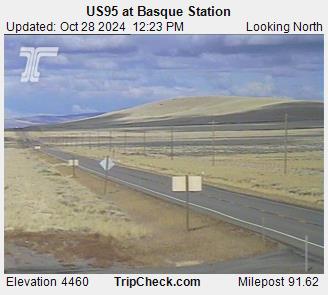 US95 at Basque Station
Updated: Oct 28 2024 12:23 PM Looking North
Elevation 4460 TripCheck.com Milepost 91.62